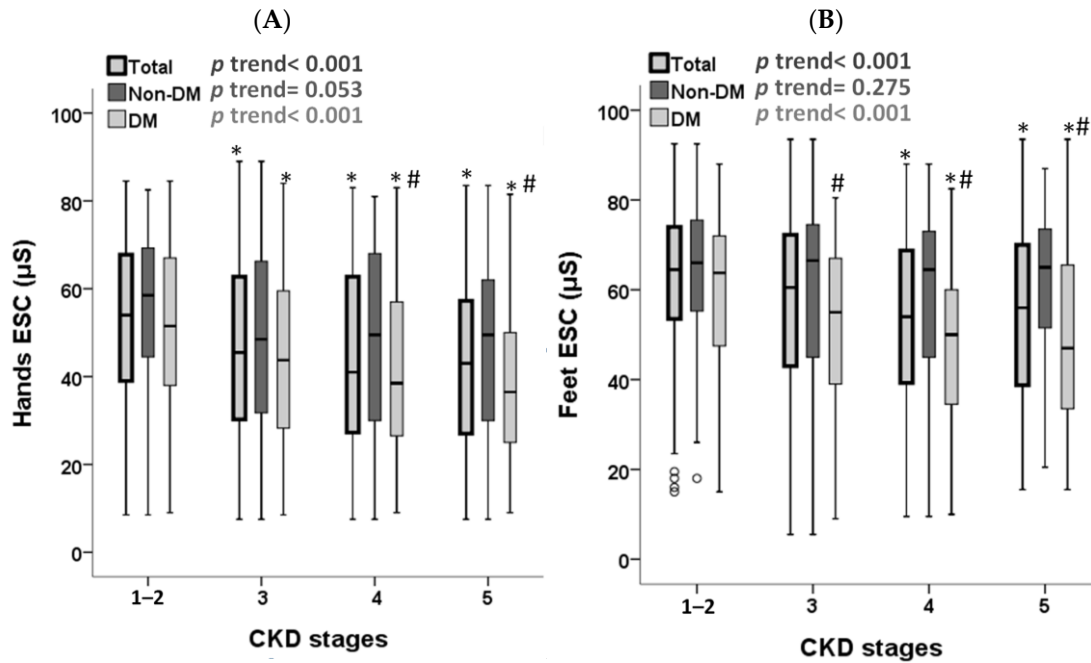 (A)
Total p trend< 0.001
Non-DM p trend= 0.053
DM p trend< 0.001
100
80
60
40
20
0
Hands ESC (µS)
* * * * # * * #
1–2 3 4 5
CKD stages
(B)
Total p trend< 0.001
Non-DM p trend= 0.275
DM p trend< 0.001
100
80
60
40
20
0
Feet ESC (µS)
# * * # * * #
1–2 3 4 5
CKD stages